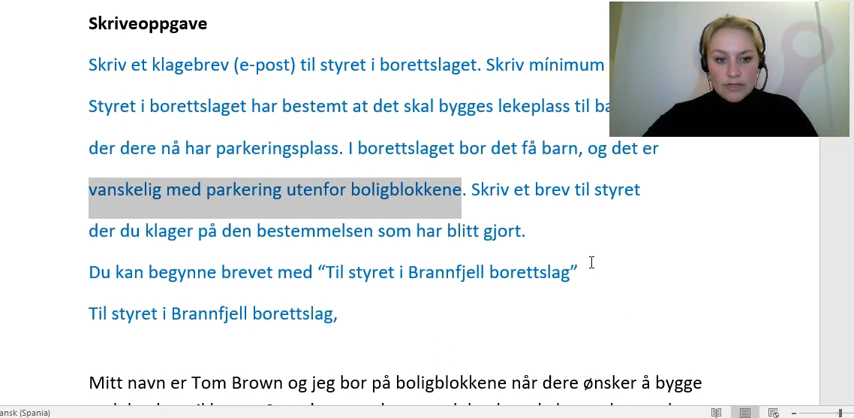 Skriveoppgave
Skriv et klagebrev (e-post) til styret i borettslaget. Skriv mínimum
Styret i borettslaget har bestemt at det skal bygges lekeplass til
der dere nå har parkeringsplass. I borettslaget bor det få barn, og det er
vanskelig med parkering utenfor boligblokkene. Skriv et brev til styret
der du klager på den bestemmelsen som har blitt gjort.
Du kan begynne brevet med “Til styret i Brannfjell borettslag”
Til styret i Brannfjell borettslag,
Mitt navn er Tom Brown og jeg bor på boligblokkene når dere ønsker å bygge
(Spania)